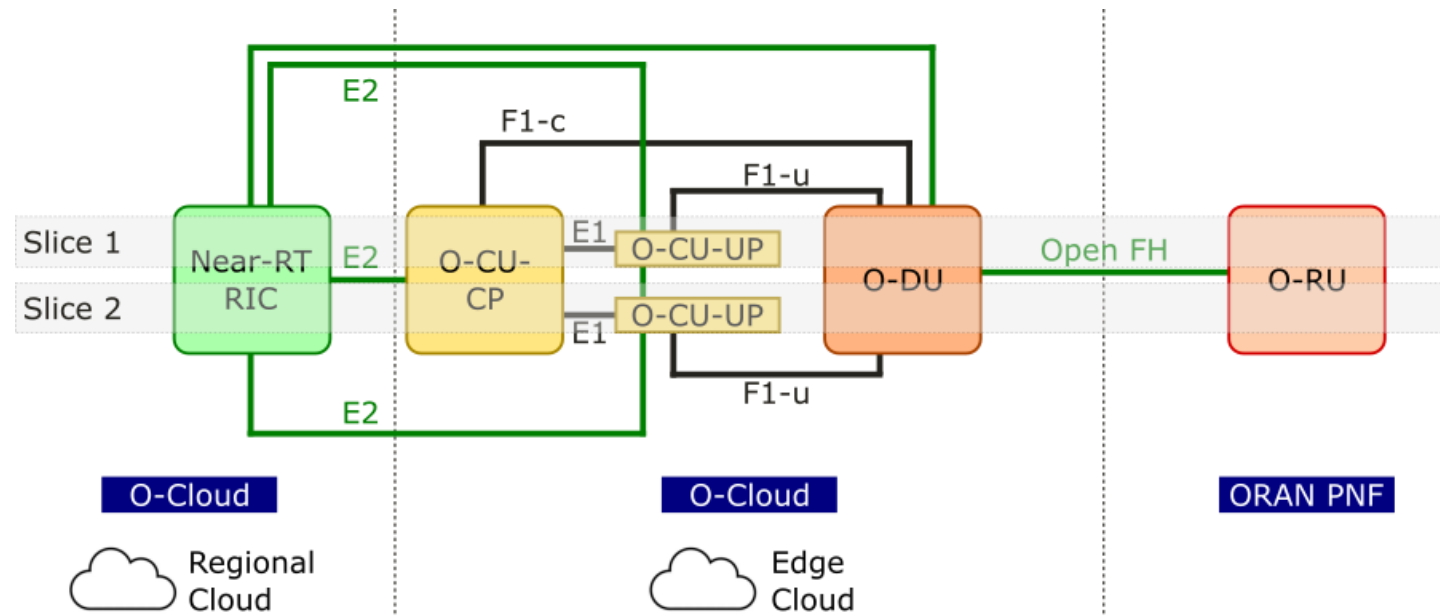 E2
F1-c
F1-u
Slice 1
Near-RT
RIC
E2
O-CU-
CP
E1
O-CU-UP
O-DU
Open FH
O-RU
Slice 2
E1
O-CU-UP
F1-u
E2
O-Cloud
O-Cloud
ORAN PNF
Regional
Cloud
Edge
Cloud